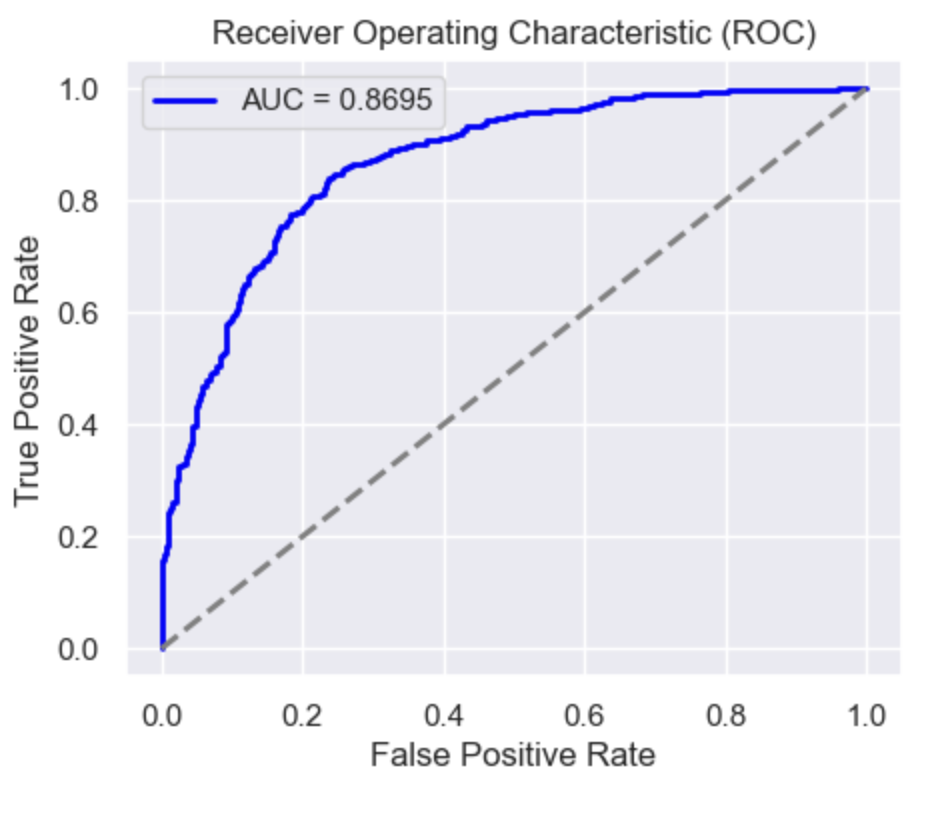 Receiver Operating Characteristic (ROC)
AUC = 0.8695
True Positive Rate
1.0
0.8
0.6
0.4
0.2
0.0
0.0 0.2 0.4 0.6 0.8 1.0
False Positive Rate